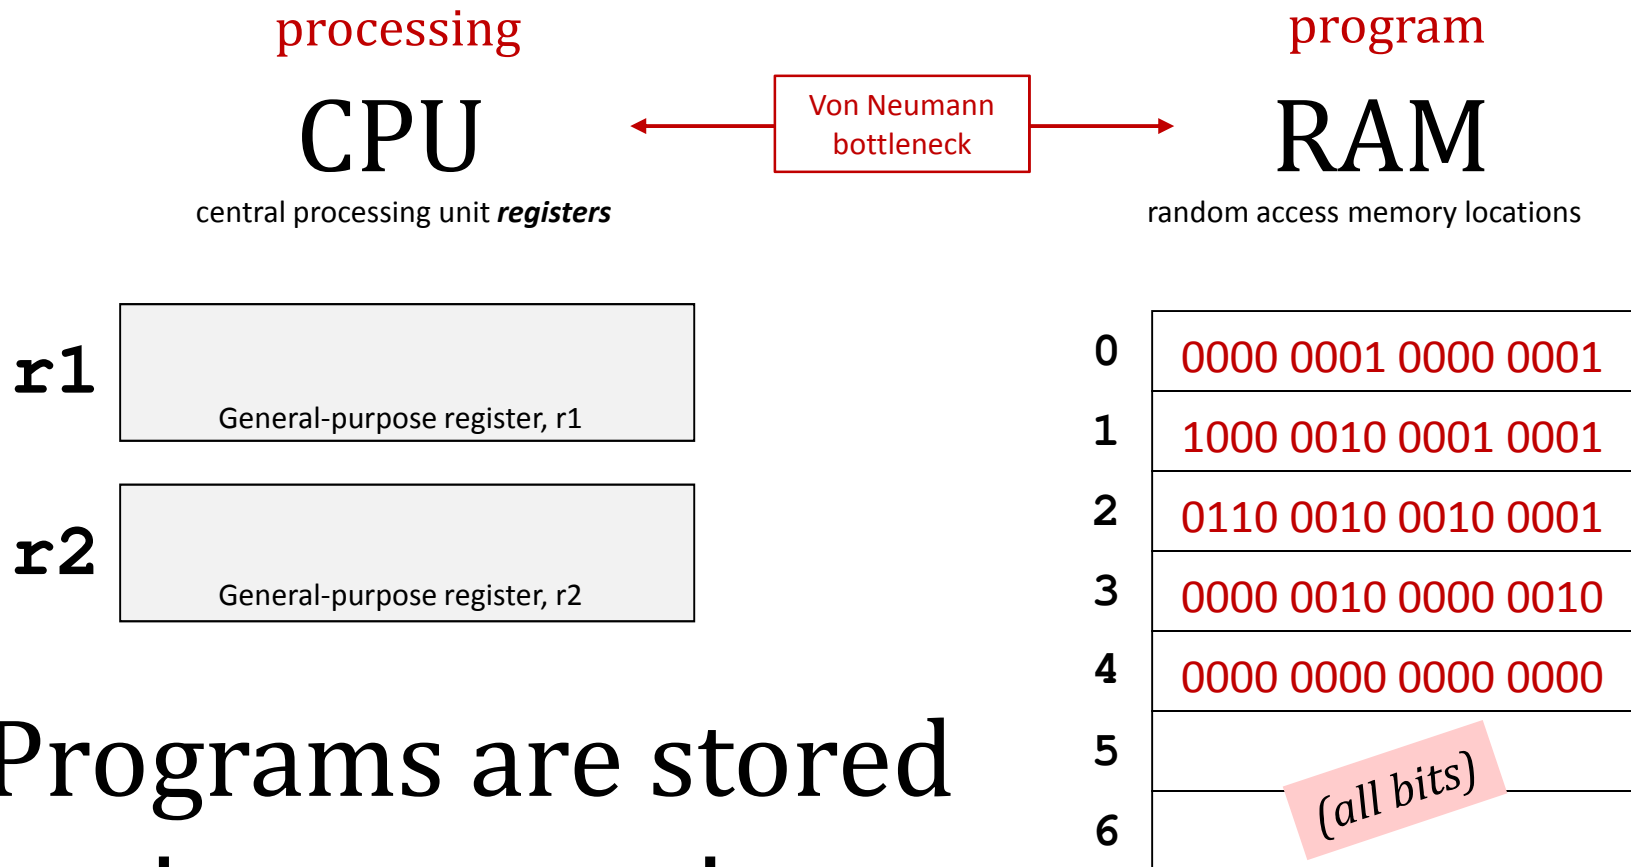 processing
program
CPU
Von Neumann
bottleneck
RAM
central processing unit registers
random access memory locations
r1
General-purpose register, r1
r2
General-purpose register, r2
0 0000 0001 0000 0001
1 1000 0010 0001 0001
2 0110 0010 0010 0001
3 0000 0010 0000 0010
4 0000 0000 0000 0000
5
(all bits)
6
Programs are stored